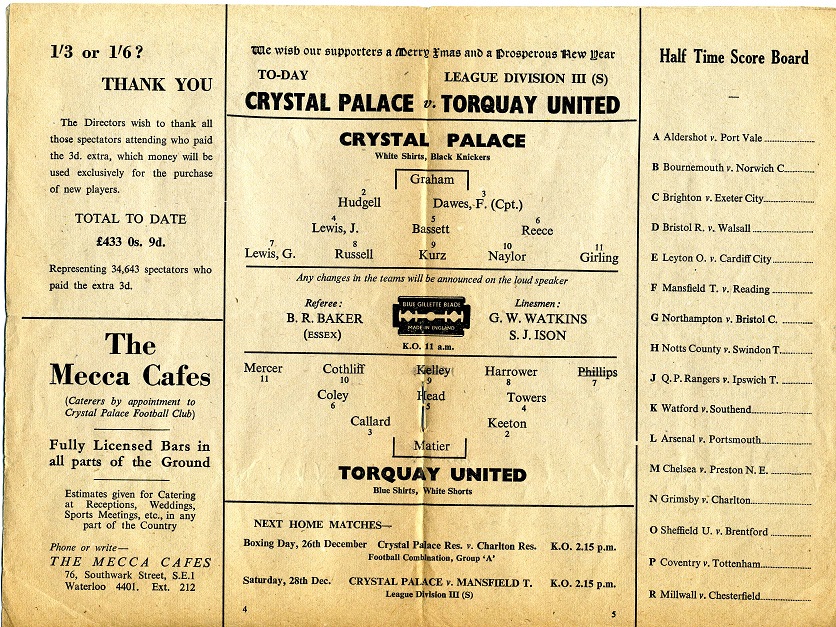 1/3 or 1/6?
THANK YOU
The Directors wish to thank all
those spectators attending who paid
the 3d. extra, which money will be
used exclusively for the purchase
of new players.
TOTAL TO DATE
£433 0s. 9d.
Representing 34,643 spectators who
paid the extra 3d.
The
Mecca Cafes
(Caterers by appointment to
Crystal Palace Football Club)
Fully Licensed Bars in
all parts of the Ground
Estimates given for Catering
at Receptions, Weddings,
Sports Meetings, etc., in any
part of the Country
Phone or write—
THE MECCA CAFES
76, Southwark Street, S.E.1
Waterloo 4401. Ext. 212
We wish our supporters a Merry Xmas and a Prosperous New Year
TO-DAY LEAGUE DIVISION III (S)
CRYSTAL PALACE v. TORQUAY UNITED
CRYSTAL PALACE
White Shirts, Black Knickers
Graham
2 3
Hudgell Dawes, F. (Cpt.)
4 5 6
Lewis, J. Bassett Reece
7 8 9 10 11
Lewis, G. Russell Kurz Naylor Girling
Any changes in the teams will be announced on the loud speaker
Referee:
B. R. BAKER
(ESSEX)
BLUE GILLETTE BLADE
MADE IN ENGLAND
K.O. 11 a.m.
Linesmen:
G. W. WATKINS
S. J. ISON
Mercer Cothliff Kelley Harrower Phillips
11 10 9 8 7
Coley Head Towers
6 5 4
Callard Keeton
3 2
Matier
TORQUAY UNITED
Blue Shirts, White Shorts
NEXT HOME MATCHES—
Boxing Day, 26th December Crystal Palace Res. v. Charlton Res. K.O. 2.15 p.m.
Football Combination, Group 'A'
Saturday, 28th Dec. CRYSTAL PALACE v. MANSFIELD T. K.O. 2.15 p.m.
League Division III (S)
4 5
Half Time Score Board
A Aldershot v. Port Vale
B Bournemouth v. Norwich C.
C Brighton v. Exeter City
D Bristol R. v. Walsall
E Leyton O. v. Cardiff City
F Mansfield T. v. Reading
G Northampton v. Bristol C.
H Notts County v. Swindon T.
J Q.P. Rangers v. Ipswich T.
K Watford v. Southend
L Arsenal v. Portsmouth
M Chelsea v. Preston N. E.
N Grimsby v. Charlton
O Sheffield U. v. Brentford
P Coventry v. Tottenham
R Millwall v. Chesterfield